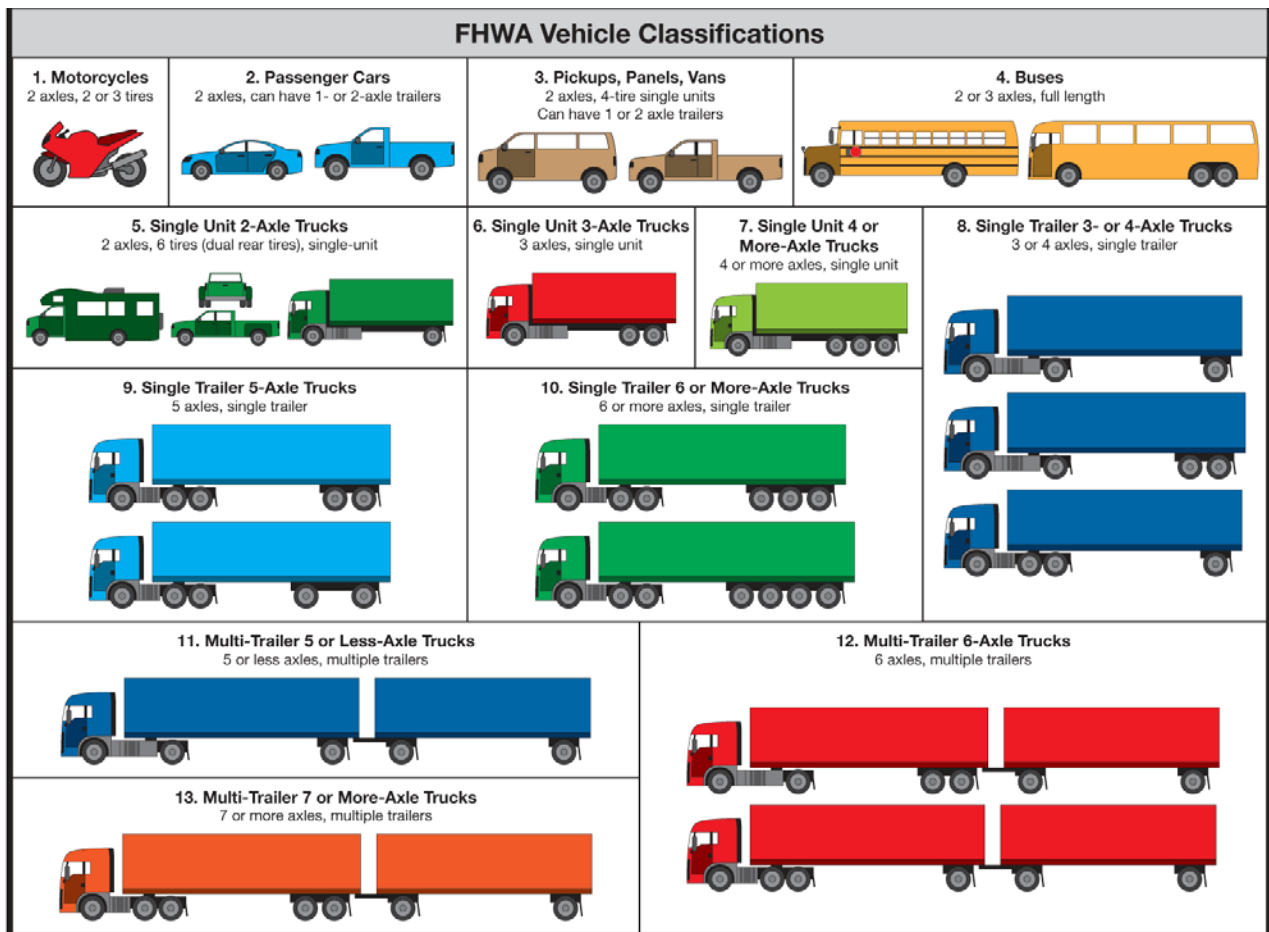 FHWA Vehicle Classifications
1. Motorcycles
2 axles, 2 or 3 tires
2. Passenger Cars
2 axles, can have 1- or 2-axle trailers
3. Pickups, Panels, Vans
2 axles, 4-tire single units
Can have 1 or 2 axle trailers
4. Buses
2 or 3 axles, full length
5. Single Unit 2-Axle Trucks
2 axles, 6 tires (dual rear tires), single-unit
6. Single Unit 3-Axle Trucks
3 axles, single unit
7. Single Unit 4 or
More-Axle Trucks
4 or more axles, single unit
8. Single Trailer 3- or 4-Axle Trucks
3 or 4 axles, single trailer
9. Single Trailer 5-Axle Trucks
5 axles, single trailer
10. Single Trailer 6 or More-Axle Trucks
6 or more axles, single trailer
11. Multi-Trailer 5 or Less-Axle Trucks
5 or less axles, multiple trailers
12. Multi-Trailer 6-Axle Trucks
6 axles, multiple trailers
13. Multi-Trailer 7 or More-Axle Trucks
7 or more axles, multiple trailers